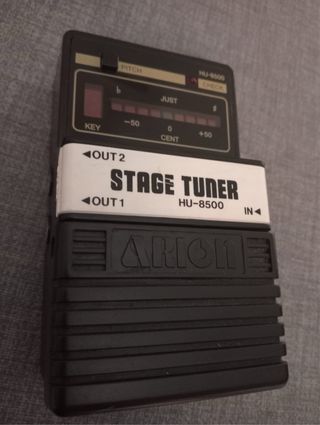 HU-8500
PITCH
CHECK
♭ JUST ♯
-50 0 +50
KEY CENT
◄OUT2
STAGE TUNER
◄OUT1 HU-8500 IN◄
ARION